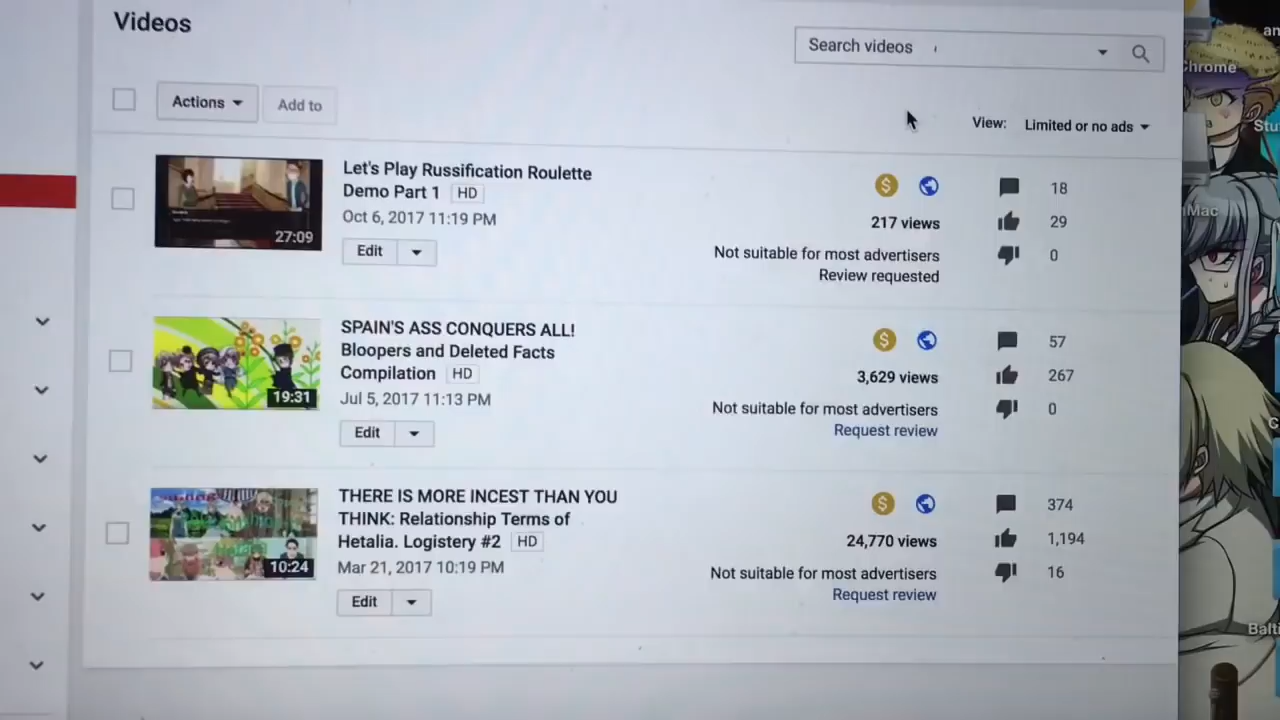 Videos
Search videos
Chrome
Actions
Add to
View: Limited or no ads
iMac
Let's Play Russification Roulette
Demo Part 1 HD
Oct 6, 2017 11:19 PM
Edit
27:09
217 views
Not suitable for most advertisers
Review requested
18
29
0
SPAIN'S ASS CONQUERS ALL!
Bloopers and Deleted Facts
Compilation HD
Jul 5, 2017 11:13 PM
Edit
19:31
3,629 views
Not suitable for most advertisers
Request review
57
267
0
THERE IS MORE INCEST THAN YOU
THINK: Relationship Terms of
Hetalia. Logistery #2 HD
Mar 21, 2017 10:19 PM
Edit
10:24
24,770 views
Not suitable for most advertisers
Request review
374
1,194
16